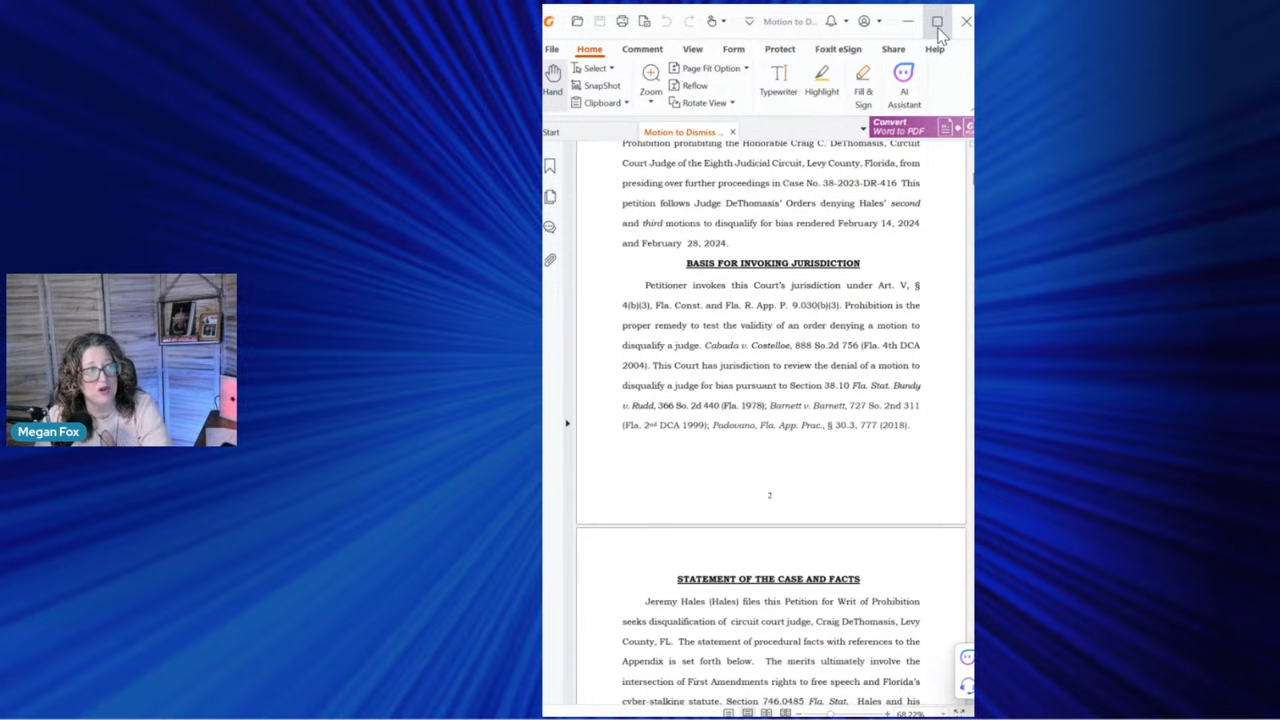 Motion to D..
File Home Comment View Form Protect Foxit eSign Share Help
Hand
Select
SnapShot
Clipboard
Zoom
Page Fit Option
Reflow
Rotate View
Typewriter
Highlight
Fill &
Sign
AI
Assistant
Start
Motion to Dismiss ...
Convert
Word to PDF
Prohibition prohibiting the Honorable Craig C. DeThomasis, Circuit
Court Judge of the Eighth Judicial Circuit, Levy County, Florida, from
presiding over further proceedings in Case No. 38-2023-DR-416 This
petition follows Judge DeThomasis' Orders denying Hales' second
and third motions to disqualify for bias rendered February 14, 2024
and February 28, 2024.
BASIS FOR INVOKING JURISDICTION
Petitioner invokes this Court's jurisdiction under Art. V, §
4(b)(3), Fla. Const. and Fla. R. App. P. 9.030(b)(3). Prohibition is the
proper remedy to test the validity of an order denying a motion to
disqualify a judge. Cabada v. Costelloe, 888 So.2d 756 (Fla. 4th DCA
2004). This Court has jurisdiction to review the denial of a motion to
disqualify a judge for bias pursuant to Section 38.10 Fla. Stat. Bundy
v. Rudd, 366 So. 2d 440 (Fla. 1978); Barnett v. Barnett, 727 So. 2nd 311
(Fla. 2nd DCA 1999); Padovano, Fla. App. Prac., § 30.3, 777 (2018).
2
STATEMENT OF THE CASE AND FACTS
Jeremy Hales (Hales) files this Petition for Writ of Prohibition
seeks disqualification of circuit court judge, Craig DeThomasis, Levy
County, FL. The statement of procedural facts with references to the
Appendix is set forth below. The merits ultimately involve the
intersection of First Amendments rights to free speech and Florida's
cyber-stalking statute, Section 746.0485 Fla. Stat. Hales and his
68.22%
Megan Fox